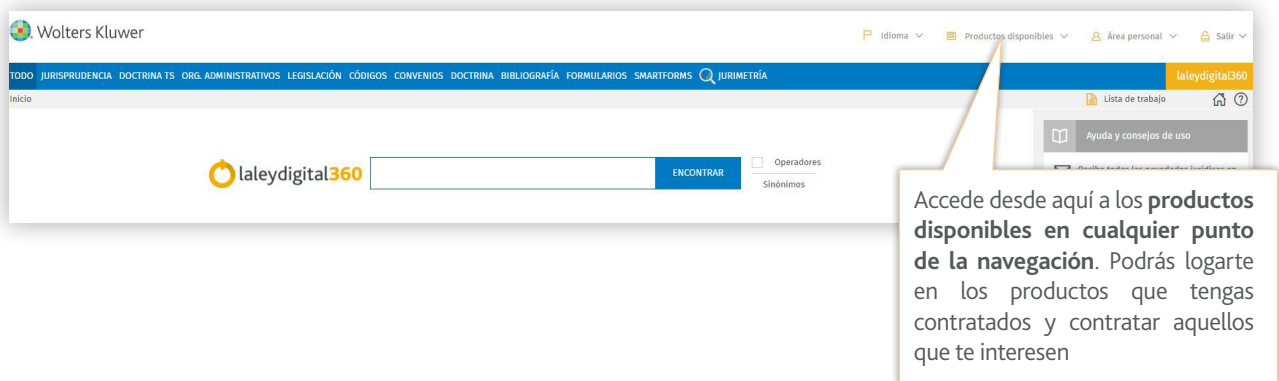 Wolters Kluwer
Idioma Productos disponibles Área personal Salir
TODO JURISPRUDENCIA DOCTRINA TS ORG. ADMINISTRATIVOS LEGISLACIÓN CÓDIGOS CONVENIOS DOCTRINA BIBLIOGRAFÍA FORMULARIOS SMARTFORMS JURIMETRÍA laleydigital360
Inicio Lista de trabajo
Ayuda y consejos de uso
laleydigital360 ENCONTRAR Operadores
Sinónimos
Accede desde aquí a los productos
disponibles en cualquier punto
de la navegación. Podrás logarte
en los productos que tengas
contratados y contratar aquellos
que te interesen